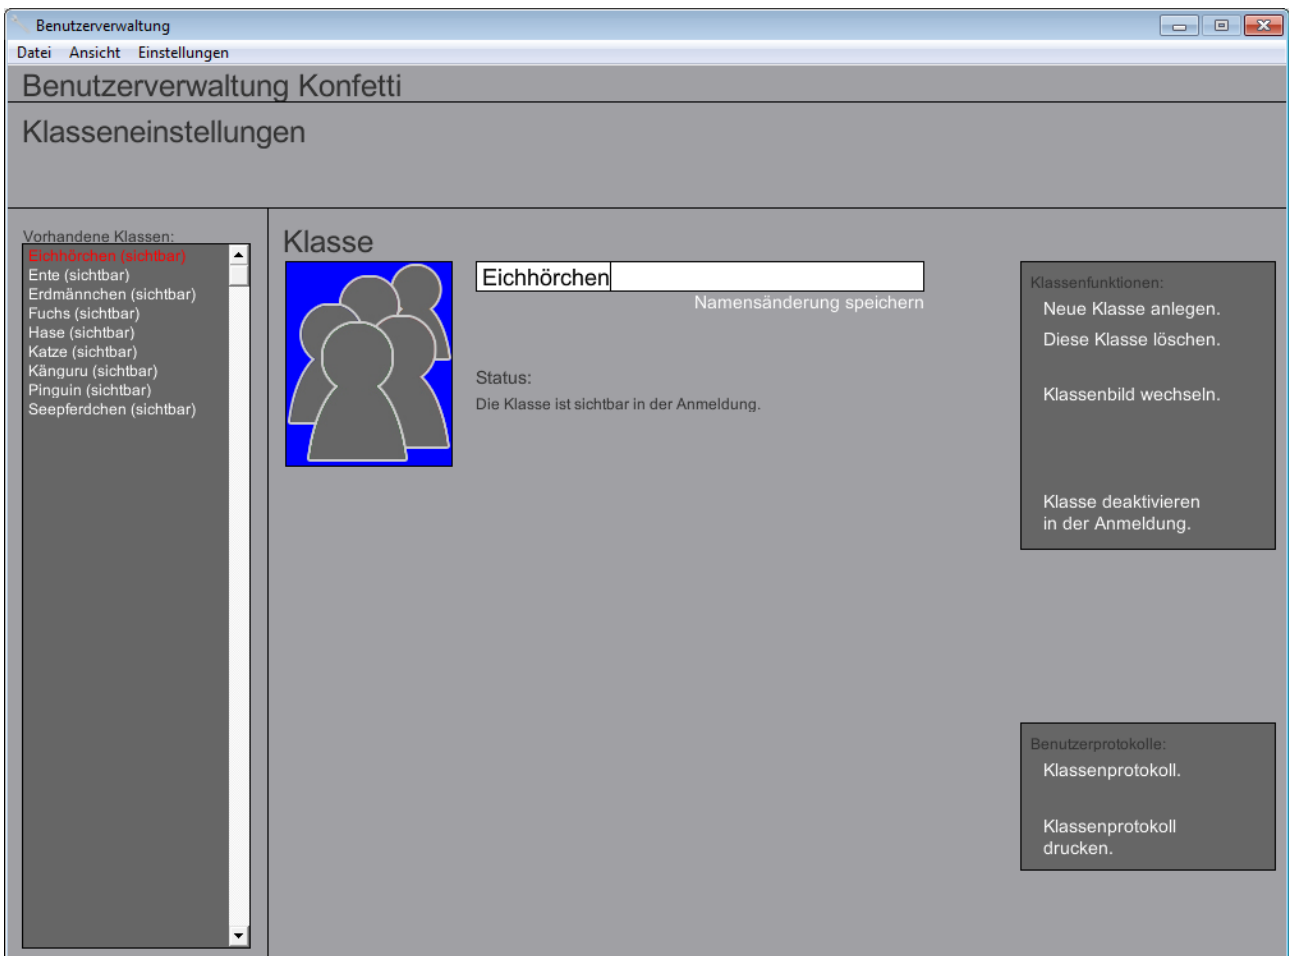 Benutzerverwaltung
Datei Ansicht Einstellungen
Benutzerverwaltung Konfetti
Klasseneinstellungen
Vorhandene Klassen:
Eichhörchen (sichtbar)
Ente (sichtbar)
Erdmännchen (sichtbar)
Fuchs (sichtbar)
Hase (sichtbar)
Katze (sichtbar)
Känguru (sichtbar)
Pinguin (sichtbar)
Seepferdchen (sichtbar)
Klasse
Eichhörchen
Namensänderung speichern
Status:
Die Klasse ist sichtbar in der Anmeldung.
Klassenfunktionen:
Neue Klasse anlegen.
Diese Klasse löschen.
Klassenbild wechseln.
Klasse deaktivieren
in der Anmeldung.
Benutzerprotokolle:
Klassenprotokoll.
Klassenprotokoll
drucken.